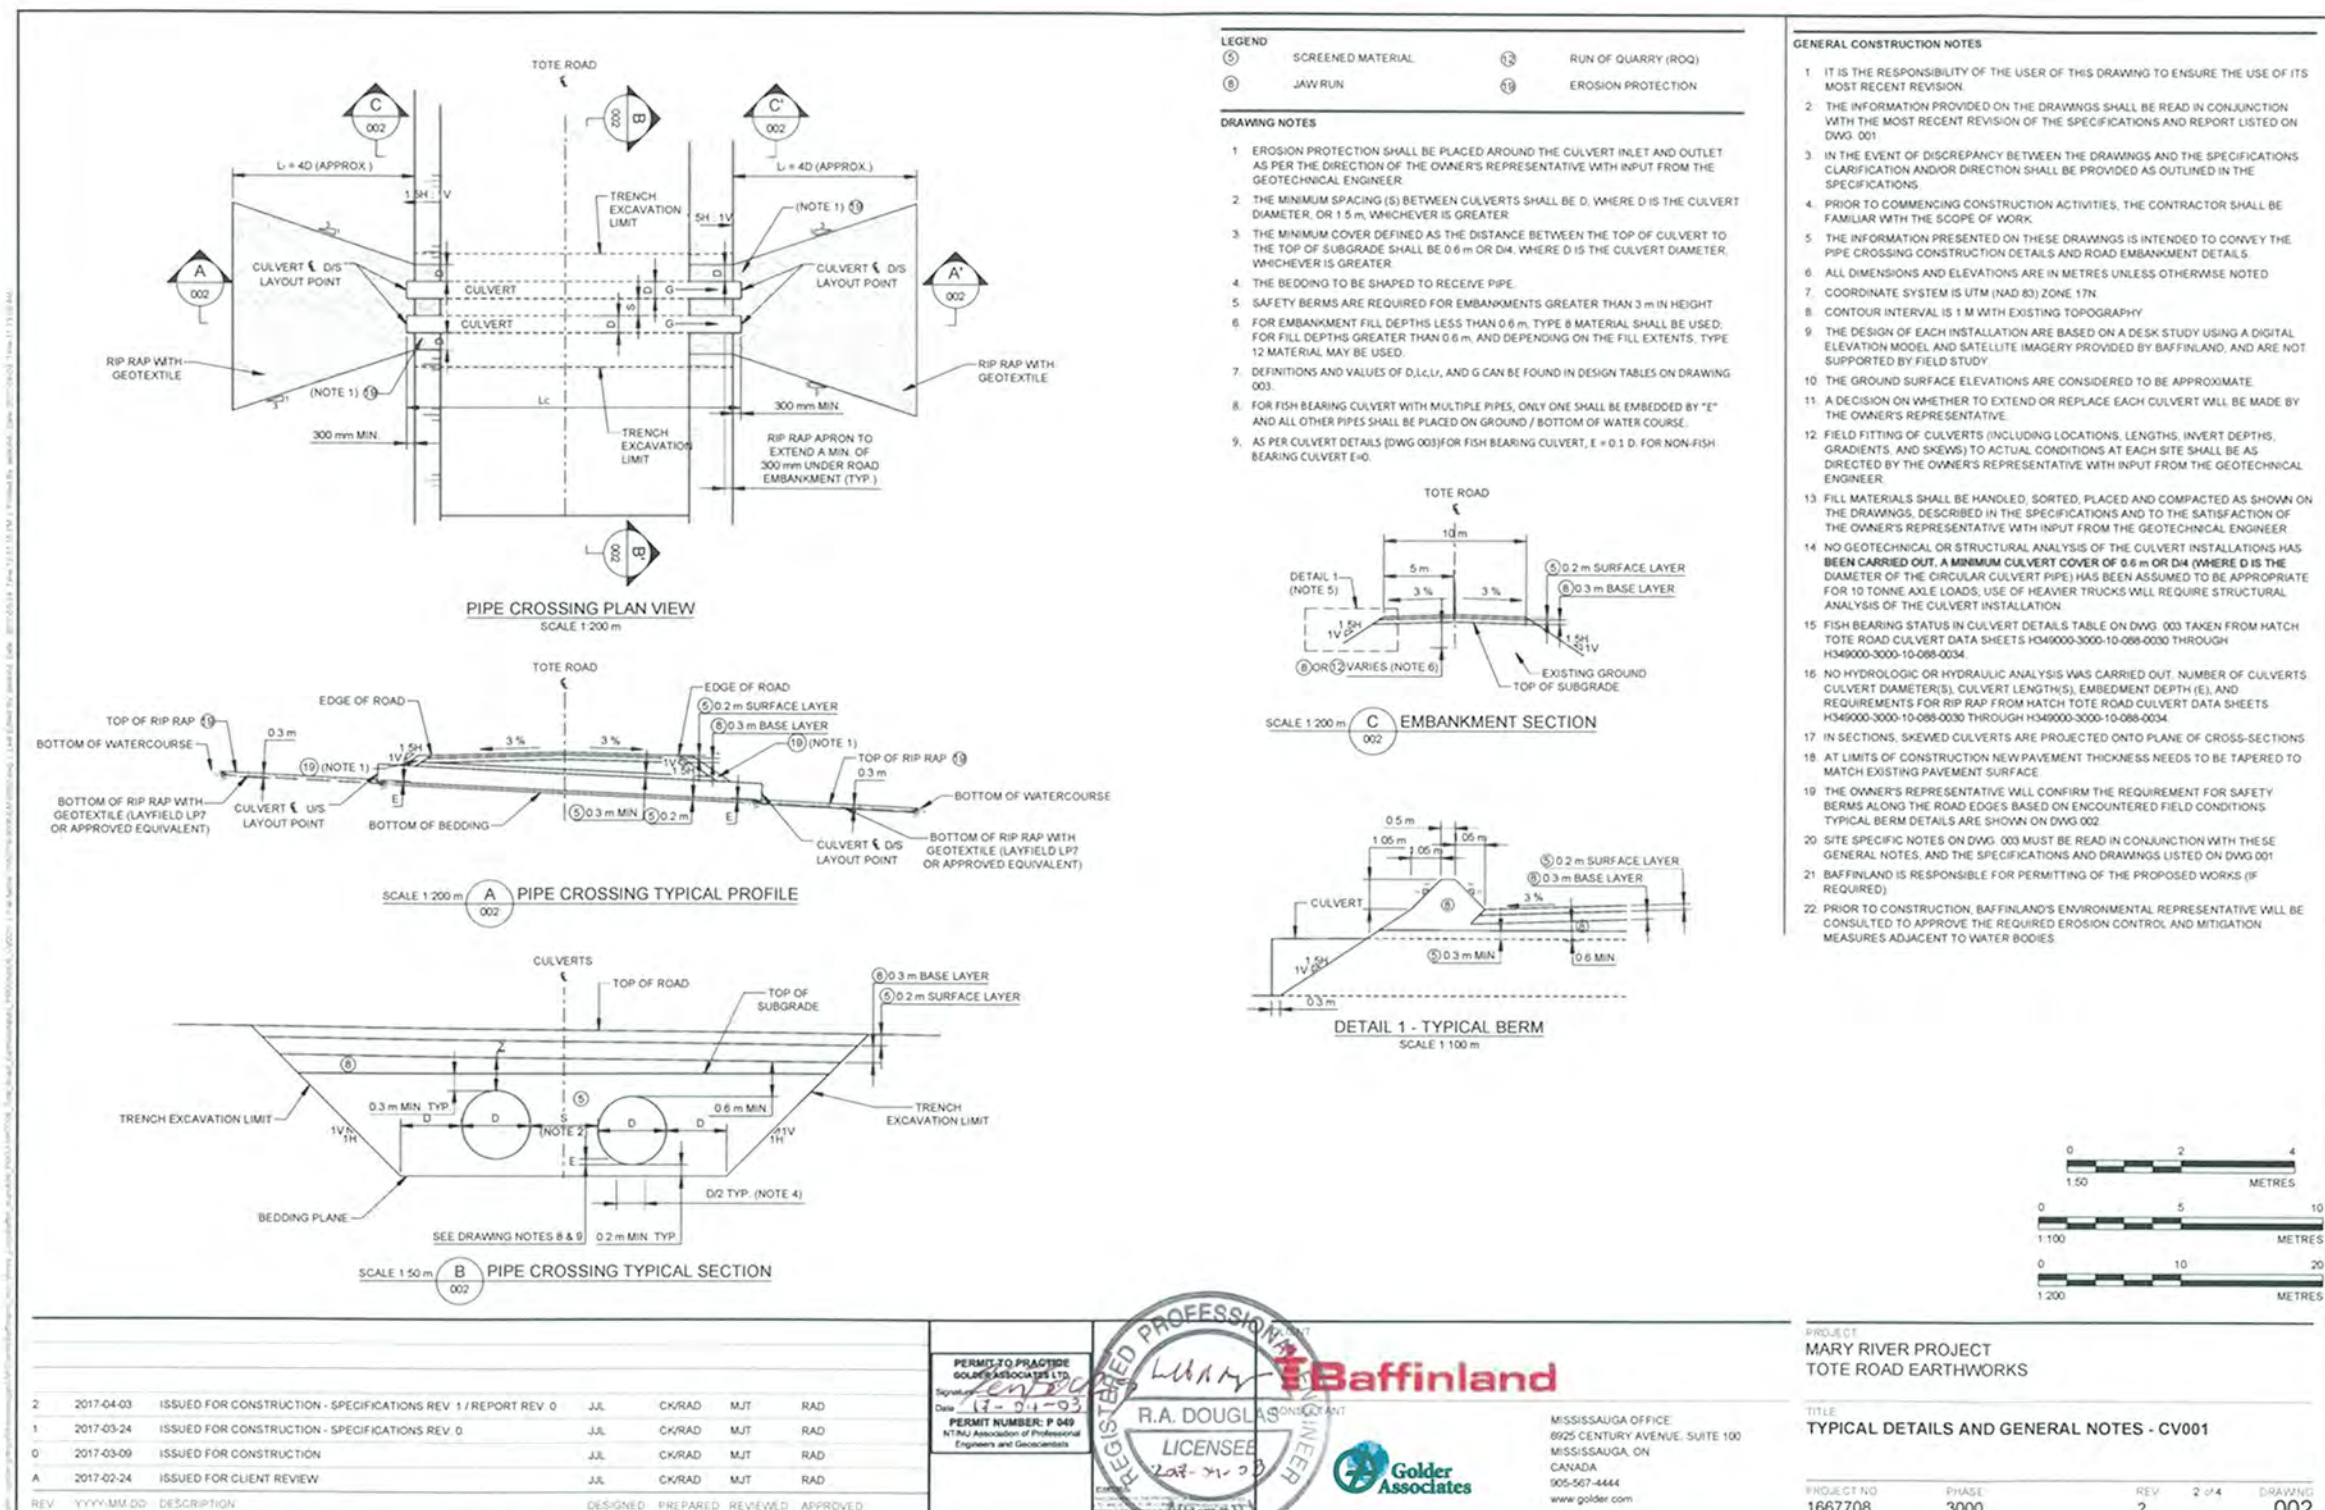 TOTE ROAD
℄
C
002
C'
002
B
002
L₁ = 4D (APPROX.)
L₁ = 4D (APPROX.)
1.5H : 1V
TRENCH
EXCAVATION
LIMIT
5H : 1V
(NOTE 1) 19
A
002
A'
002
CULVERT ℄ D/S
LAYOUT POINT
CULVERT
CULVERT
D
S
D
G
G
D
CULVERT ℄ D/S
LAYOUT POINT
RIP RAP WITH
GEOTEXTILE
RIP RAP WITH
GEOTEXTILE
(NOTE 1) 19
Lc
300 mm MIN.
300 mm MIN.
TRENCH
EXCAVATION
LIMIT
RIP RAP APRON TO
EXTEND A MIN. OF
300 mm UNDER ROAD
EMBANKMENT (TYP.)
B'
002
PIPE CROSSING PLAN VIEW
SCALE 1:200 m
TOTE ROAD
℄
EDGE OF ROAD
EDGE OF ROAD
5 0.2 m SURFACE LAYER
8 0.3 m BASE LAYER
19 (NOTE 1)
TOP OF RIP RAP 19
0.3 m
BOTTOM OF WATERCOURSE
3 %
3 %
1.5H
1V
1V
1.5H
TOP OF RIP RAP 19
0.3 m
19 (NOTE 1)
BOTTOM OF WATERCOURSE
BOTTOM OF RIP RAP WITH
GEOTEXTILE (LAYFIELD LP7
OR APPROVED EQUIVALENT)
CULVERT ℄ U/S
LAYOUT POINT
E
BOTTOM OF BEDDING
5 0.3 m MIN.
5 0.2 m
E
CULVERT ℄ D/S
LAYOUT POINT
BOTTOM OF RIP RAP WITH
GEOTEXTILE (LAYFIELD LP7
OR APPROVED EQUIVALENT)
SCALE 1:200 m
A
002
PIPE CROSSING TYPICAL PROFILE
CULVERTS
℄
TOP OF ROAD
TOP OF
SUBGRADE
8 0.3 m BASE LAYER
5 0.2 m SURFACE LAYER
8
Z
5
0.3 m MIN. TYP.
0.6 m MIN.
TRENCH EXCAVATION LIMIT
TRENCH
EXCAVATION LIMIT
1V
1H
D
D
S
(NOTE 2)
D
D
1V
1H
E
D/2 TYP. (NOTE 4)
BEDDING PLANE
SEE DRAWING NOTES 8 & 9
0.2 m MIN. TYP.
SCALE 1:50 m
B
002
PIPE CROSSING TYPICAL SECTION
LEGEND
5 SCREENED MATERIAL
12 RUN OF QUARRY (ROQ)
8 JAW RUN
19 EROSION PROTECTION
DRAWING NOTES
1. EROSION PROTECTION SHALL BE PLACED AROUND THE CULVERT INLET AND OUTLET
AS PER THE DIRECTION OF THE OWNER'S REPRESENTATIVE WITH INPUT FROM THE
GEOTECHNICAL ENGINEER.
2. THE MINIMUM SPACING (S) BETWEEN CULVERTS SHALL BE D, WHERE D IS THE CULVERT
DIAMETER, OR 1.5 m, WHICHEVER IS GREATER.
3. THE MINIMUM COVER DEFINED AS THE DISTANCE BETWEEN THE TOP OF CULVERT TO
THE TOP OF SUBGRADE SHALL BE 0.6 m OR D/4, WHERE D IS THE CULVERT DIAMETER,
WHICHEVER IS GREATER.
4. THE BEDDING TO BE SHAPED TO RECEIVE PIPE.
5. SAFETY BERMS ARE REQUIRED FOR EMBANKMENTS GREATER THAN 3 m IN HEIGHT
6. FOR EMBANKMENT FILL DEPTHS LESS THAN 0.6 m, TYPE 8 MATERIAL SHALL BE USED;
FOR FILL DEPTHS GREATER THAN 0.6 m, AND DEPENDING ON THE FILL EXTENTS, TYPE
12 MATERIAL MAY BE USED.
7. DEFINITIONS AND VALUES OF D,Lc,Lr, AND G CAN BE FOUND IN DESIGN TABLES ON DRAWING
003.
8. FOR FISH BEARING CULVERT WITH MULTIPLE PIPES, ONLY ONE SHALL BE EMBEDDED BY "E"
AND ALL OTHER PIPES SHALL BE PLACED ON GROUND / BOTTOM OF WATER COURSE.
9. AS PER CULVERT DETAILS (DWG 003)FOR FISH BEARING CULVERT, E = 0.1 D. FOR NON-FISH
BEARING CULVERT E=0.
TOTE ROAD
℄
10 m
5 m
DETAIL 1
(NOTE 5)
3 %
3 %
5 0.2 m SURFACE LAYER
8 0.3 m BASE LAYER
1.5H
1V
1.5H
1V
8 OR 12 VARIES (NOTE 6)
EXISTING GROUND
TOP OF SUBGRADE
SCALE 1:200 m
C
002
EMBANKMENT SECTION
0.5 m
1.05 m
1.05 m
1.05 m
5 0.2 m SURFACE LAYER
8 0.3 m BASE LAYER
CULVERT
8
3 %
8
5 0.3 m MIN.
0.6 MIN.
1.5H
1V
0.3 m
DETAIL 1 - TYPICAL BERM
SCALE 1:100 m
GENERAL CONSTRUCTION NOTES
1. IT IS THE RESPONSIBILITY OF THE USER OF THIS DRAWING TO ENSURE THE USE OF ITS
MOST RECENT REVISION.
2. THE INFORMATION PROVIDED ON THE DRAWINGS SHALL BE READ IN CONJUNCTION
WITH THE MOST RECENT REVISION OF THE SPECIFICATIONS AND REPORT LISTED ON
DWG. 001.
3. IN THE EVENT OF DISCREPANCY BETWEEN THE DRAWINGS AND THE SPECIFICATIONS
CLARIFICATION AND/OR DIRECTION SHALL BE PROVIDED AS OUTLINED IN THE
SPECIFICATIONS.
4. PRIOR TO COMMENCING CONSTRUCTION ACTIVITIES, THE CONTRACTOR SHALL BE
FAMILIAR WITH THE SCOPE OF WORK.
5. THE INFORMATION PRESENTED ON THESE DRAWINGS IS INTENDED TO CONVEY THE
PIPE CROSSING CONSTRUCTION DETAILS AND ROAD EMBANKMENT DETAILS.
6. ALL DIMENSIONS AND ELEVATIONS ARE IN METRES UNLESS OTHERWISE NOTED
7. COORDINATE SYSTEM IS UTM (NAD 83) ZONE 17N.
8. CONTOUR INTERVAL IS 1 M WITH EXISTING TOPOGRAPHY
9. THE DESIGN OF EACH INSTALLATION ARE BASED ON A DESK STUDY USING A DIGITAL
ELEVATION MODEL AND SATELLITE IMAGERY PROVIDED BY BAFFINLAND, AND ARE NOT
SUPPORTED BY FIELD STUDY.
10. THE GROUND SURFACE ELEVATIONS ARE CONSIDERED TO BE APPROXIMATE.
11. A DECISION ON WHETHER TO EXTEND OR REPLACE EACH CULVERT WILL BE MADE BY
THE OWNER'S REPRESENTATIVE.
12. FIELD FITTING OF CULVERTS (INCLUDING LOCATIONS, LENGTHS, INVERT DEPTHS,
GRADIENTS, AND SKEWS) TO ACTUAL CONDITIONS AT EACH SITE SHALL BE AS
DIRECTED BY THE OWNER'S REPRESENTATIVE WITH INPUT FROM THE GEOTECHNICAL
ENGINEER.
13. FILL MATERIALS SHALL BE HANDLED, SORTED, PLACED AND COMPACTED AS SHOWN ON
THE DRAWINGS, DESCRIBED IN THE SPECIFICATIONS AND TO THE SATISFACTION OF
THE OWNER'S REPRESENTATIVE WITH INPUT FROM THE GEOTECHNICAL ENGINEER.
14. NO GEOTECHNICAL OR STRUCTURAL ANALYSIS OF THE CULVERT INSTALLATIONS HAS
BEEN CARRIED OUT. A MINIMUM CULVERT COVER OF 0.6 m OR D/4 (WHERE D IS THE
DIAMETER OF THE CIRCULAR CULVERT PIPE) HAS BEEN ASSUMED TO BE APPROPRIATE
FOR 10 TONNE AXLE LOADS; USE OF HEAVIER TRUCKS WILL REQUIRE STRUCTURAL
ANALYSIS OF THE CULVERT INSTALLATION.
15. FISH BEARING STATUS IN CULVERT DETAILS TABLE ON DWG. 003 TAKEN FROM HATCH
TOTE ROAD CULVERT DATA SHEETS H349000-3000-10-088-0030 THROUGH
H349000-3000-10-088-0034.
16. NO HYDROLOGIC OR HYDRAULIC ANALYSIS WAS CARRIED OUT. NUMBER OF CULVERTS
CULVERT DIAMETER(S), CULVERT LENGTH(S), EMBEDMENT DEPTH (E), AND
REQUIREMENTS FOR RIP RAP FROM HATCH TOTE ROAD CULVERT DATA SHEETS
H349000-3000-10-088-0030 THROUGH H349000-3000-10-088-0034.
17. IN SECTIONS, SKEWED CULVERTS ARE PROJECTED ONTO PLANE OF CROSS-SECTIONS
18. AT LIMITS OF CONSTRUCTION NEW PAVEMENT THICKNESS NEEDS TO BE TAPERED TO
MATCH EXISTING PAVEMENT SURFACE.
19. THE OWNER'S REPRESENTATIVE WILL CONFIRM THE REQUIREMENT FOR SAFETY
BERMS ALONG THE ROAD EDGES BASED ON ENCOUNTERED FIELD CONDITIONS
TYPICAL BERM DETAILS ARE SHOWN ON DWG 002.
20. SITE SPECIFIC NOTES ON DWG. 003 MUST BE READ IN CONJUNCTION WITH THESE
GENERAL NOTES, AND THE SPECIFICATIONS AND DRAWINGS LISTED ON DWG 001
21. BAFFINLAND IS RESPONSIBLE FOR PERMITTING OF THE PROPOSED WORKS (IF
REQUIRED).
22. PRIOR TO CONSTRUCTION, BAFFINLAND'S ENVIRONMENTAL REPRESENTATIVE WILL BE
CONSULTED TO APPROVE THE REQUIRED EROSION CONTROL AND MITIGATION
MEASURES ADJACENT TO WATER BODIES.
0 2 4
1:50 METRES
0 5 10
1:100 METRES
0 10 20
1:200 METRES
2 2017-04-03 ISSUED FOR CONSTRUCTION - SPECIFICATIONS REV. 1 / REPORT REV. 0 JJL CK/RAD MJT RAD
1 2017-03-24 ISSUED FOR CONSTRUCTION - SPECIFICATIONS REV. 0 JJL CK/RAD MJT RAD
0 2017-03-09 ISSUED FOR CONSTRUCTION JJL CK/RAD MJT RAD
A 2017-02-24 ISSUED FOR CLIENT REVIEW JJL CK/RAD MJT RAD
REV YYYY-MM-DD DESCRIPTION DESIGNED PREPARED REVIEWED APPROVED
PERMIT TO PRACTICE
GOLDER ASSOCIATES LTD.
Signature
Date 17-04-03
PERMIT NUMBER: P 049
NT/NU Association of Professional
Engineers and Geoscientists
REGISTERED PROFESSIONAL ENGINEER
R.A. DOUGLAS
LICENSEE
CLIENT
Baffinland
CONSULTANT
Golder
Associates
MISSISSAUGA OFFICE
6925 CENTURY AVENUE, SUITE 100
MISSISSAUGA, ON
CANADA
905-567-4444
www.golder.com
PROJECT
MARY RIVER PROJECT
TOTE ROAD EARTHWORKS
TITLE
TYPICAL DETAILS AND GENERAL NOTES - CV001
PROJECT NO. PHASE REV. 2 of 4 DRAWING
1667708 3000 2 002